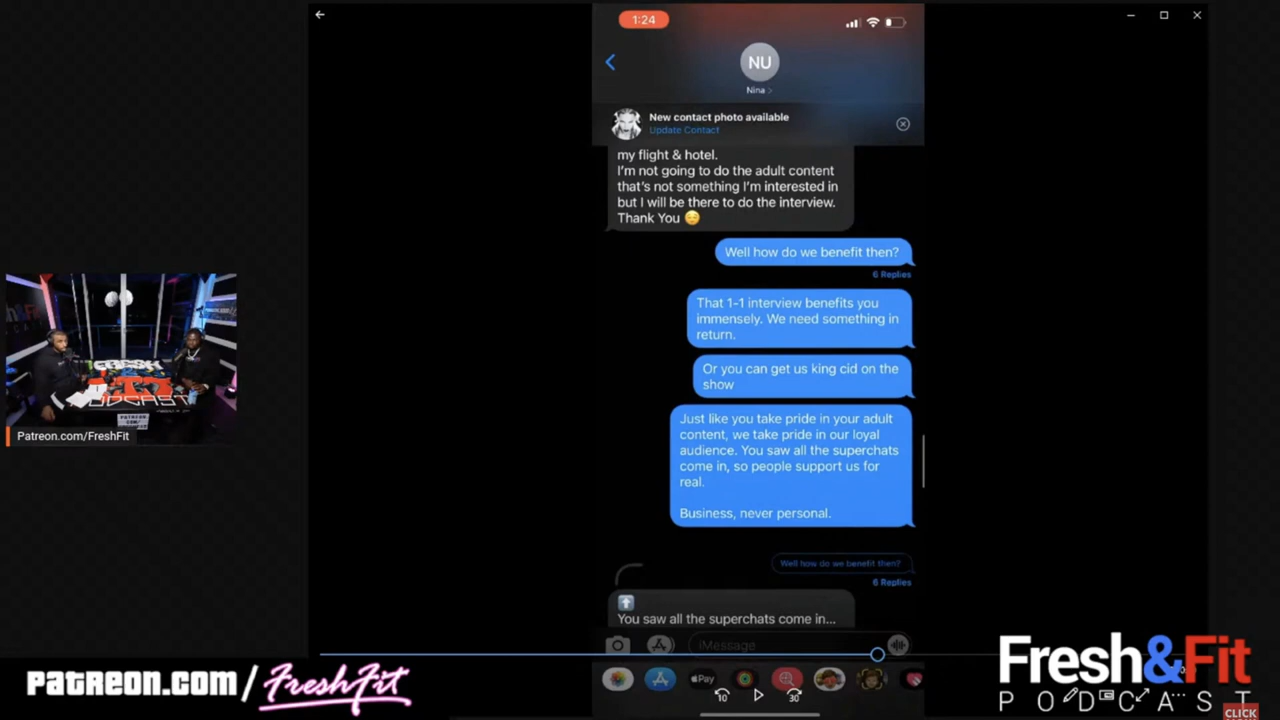 1:24
NU
Nina
New contact photo available
Update Contact
my flight & hotel.
I'm not going to do the adult content
that's not something I'm interested in
but I will be there to do the interview.
Thank You ☺️
Well how do we benefit then?
6 Replies
That 1-1 interview benefits you
immensely. We need something in
return.
Or you can get us king cid on the
show
Just like you take pride in your adult
content, we take pride in our loyal
audience. You saw all the superchats
come in, so people support us for
real.
Business, never personal.
Well how do we benefit then?
6 Replies
You saw all the superchats come in...
iMessage
Pay
10
30
FRESH
PODCAST
Patreon.com/FreshFit
PATREON.COM/FRESHFIT
Fresh&Fit
PODCAST
CLICK